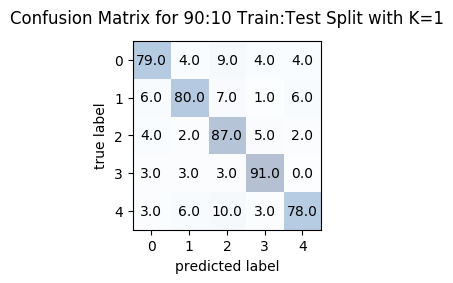 Confusion Matrix for 90:10 Train:Test Split with K=1
0 79.0 4.0 9.0 4.0 4.0
1 6.0 80.0 7.0 1.0 6.0
2 4.0 2.0 87.0 5.0 2.0
3 3.0 3.0 3.0 91.0 0.0
4 3.0 6.0 10.0 3.0 78.0
0 1 2 3 4
true label
predicted label